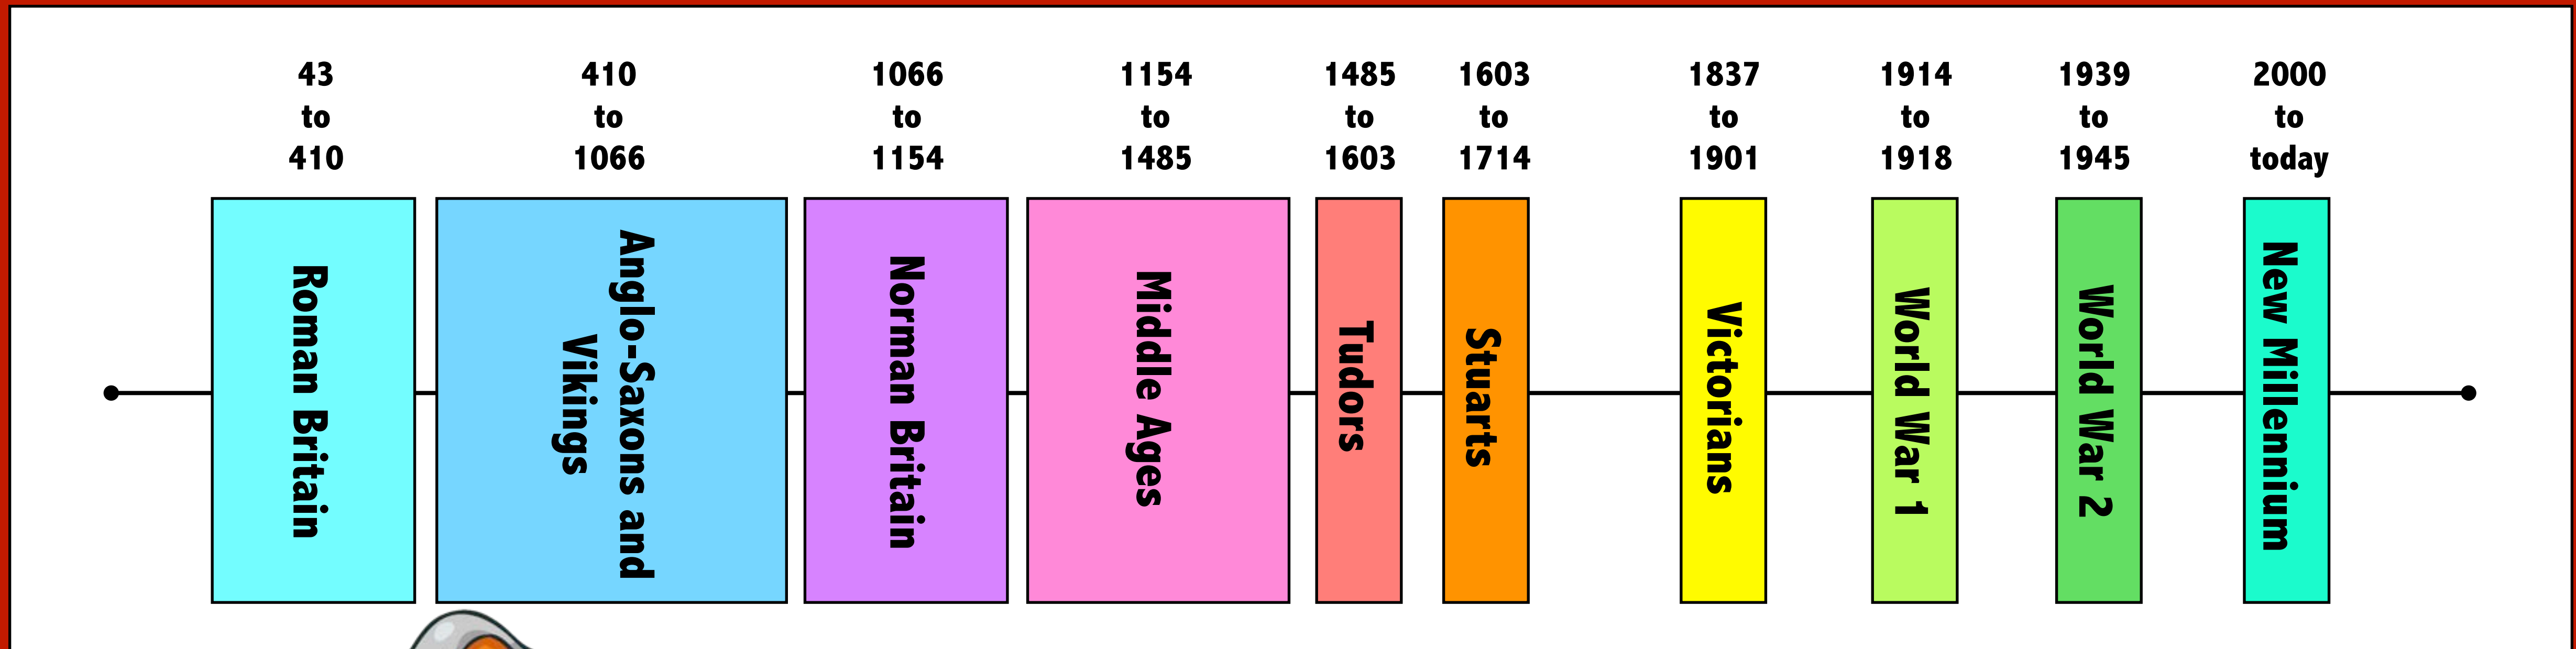 43
to
410
410
to
1066
1066
to
1154
1154
to
1485
1485
to
1603
1603
to
1714
1837
to
1901
1914
to
1918
1939
to
1945
2000
to
today
Roman Britain
Anglo-Saxons and
Vikings
Norman Britain
Middle Ages
Tudors
Stuarts
Victorians
World War 1
World War 2
New Millennium